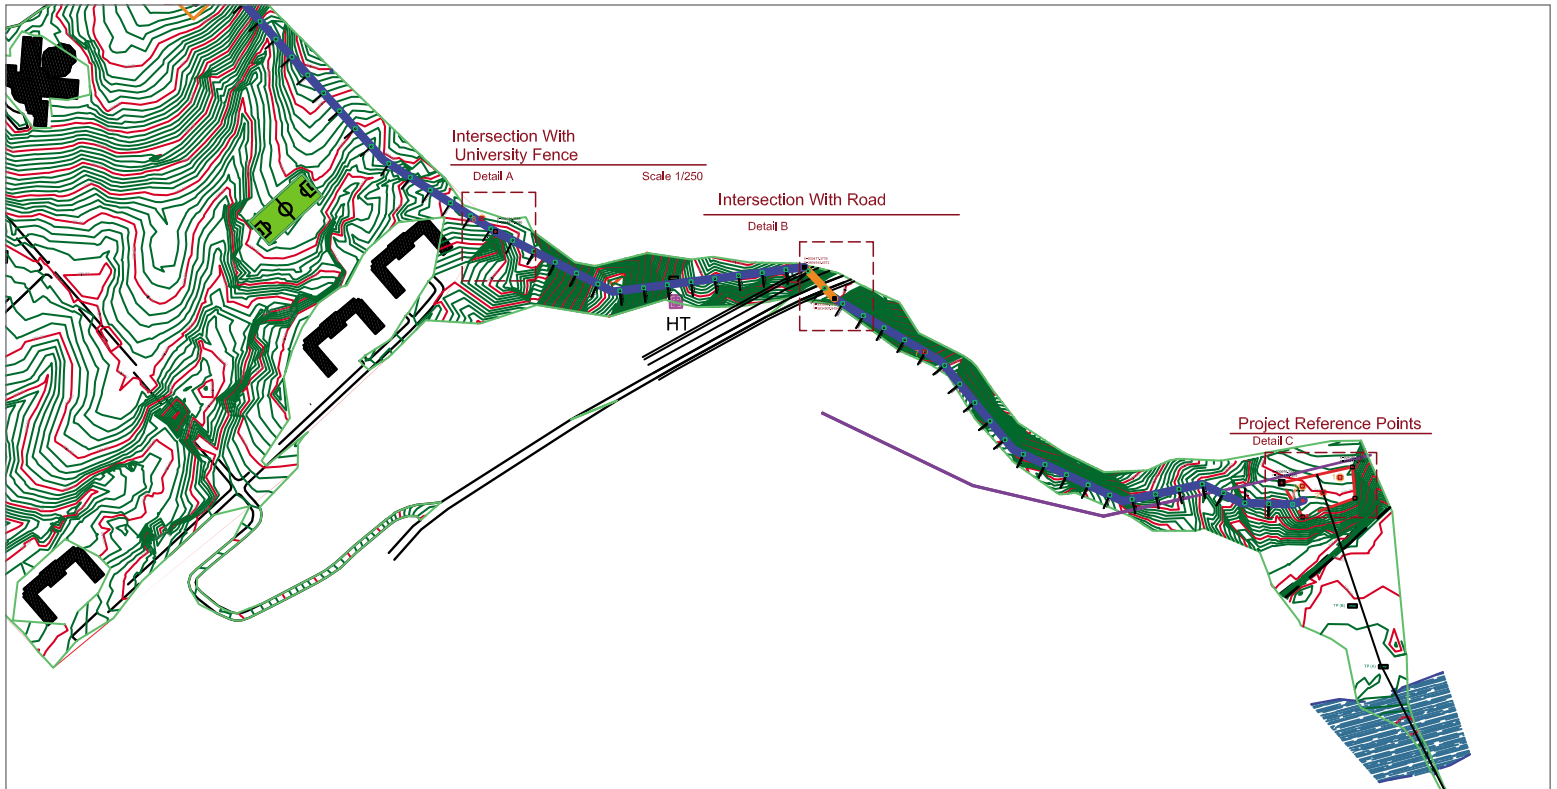 Intersection With
University Fence
Detail A
Scale 1/250
Intersection With Road
Detail B
HT
Project Reference Points
Detail C